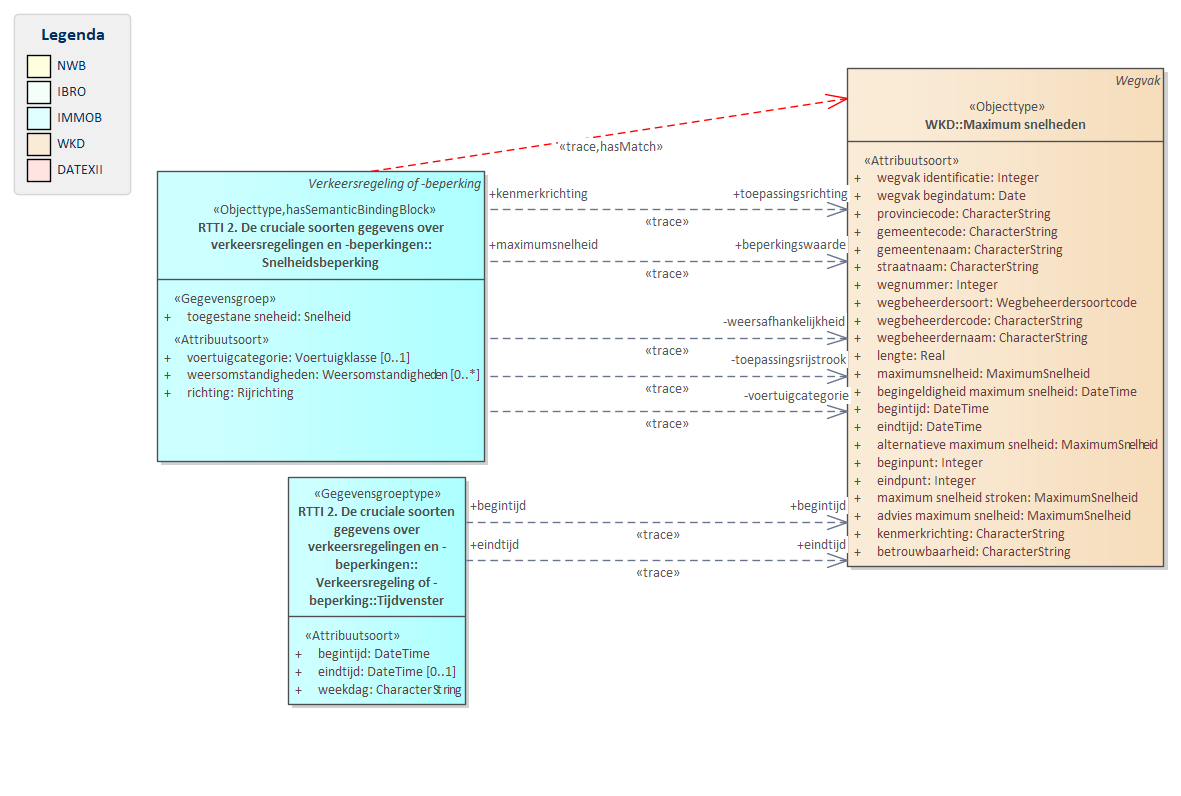 Legenda
NWB
IBRO
IMMOB
WKD
DATEXII
Wegvak
«Objecttype»
WKD::Maximum snelheden
«Attribuutsoort»
+ wegvak identificatie: Integer
+ wegvak begindatum: Date
+ provinciecode: CharacterString
+ gemeentecode: CharacterString
+ gemeentenaam: CharacterString
+ straatnaam: CharacterString
+ wegnummer: Integer
+ wegbeheerdersoort: Wegbeheerdersoortcode
+ wegbeheerdercode: CharacterString
+ wegbeheerdernaam: CharacterString
+ lengte: Real
+ maximumsnelheid: MaximumSnelheid
+ begingeldigheid maximum snelheid: DateTime
+ begintijd: DateTime
+ eindtijd: DateTime
+ alternatieve maximum snelheid: MaximumSnelheid
+ beginpunt: Integer
+ eindpunt: Integer
+ maximum snelheid stroken: MaximumSnelheid
+ advies maximum snelheid: MaximumSnelheid
+ kenmerkrichting: CharacterString
+ betrouwbaarheid: CharacterString
«trace,hasMatch»
Verkeersregeling of -beperking
«Objecttype,hasSemanticBindingBlock»
RTTI 2. De cruciale soorten gegevens over
verkeersregelingen en -beperkingen::
Snelheidsbeperking
«Gegevensgroep»
+ toegestane sneheid: Snelheid
«Attribuutsoort»
+ voertuigcategorie: Voertuigklasse [0..1]
+ weersomstandigheden: Weersomstandigheden [0..*]
+ richting: Rijrichting
+kenmerkrichting +toepassingsrichting
«trace»
+maximumsnelheid +beperkingswaarde
«trace»
-weersafhankelijkheid
«trace»
-toepassingsrijstrook
«trace»
-voertuigcategorie
«trace»
«Gegevensgroeptype»
RTTI 2. De cruciale soorten
gegevens over
verkeersregelingen en -
beperkingen::
Verkeersregeling of -
beperking::Tijdvenster
«Attribuutsoort»
+ begintijd: DateTime
+ eindtijd: DateTime [0..1]
+ weekdag: CharacterString
+begintijd +begintijd
«trace»
+eindtijd +eindtijd
«trace»